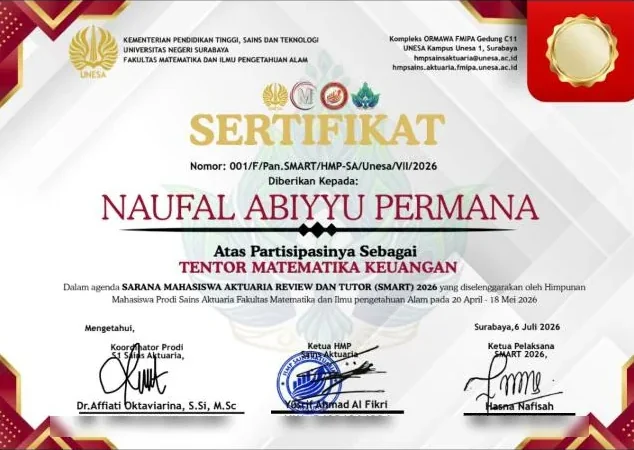 UNESA
KEMENTERIAN PENDIDIKAN TINGGI, SAINS DAN TEKNOLOGI
UNIVERSITAS NEGERI SURABAYA
FAKULTAS MATEMATIKA DAN ILMU PENGETAHUAN ALAM
Kompleks ORMAWA FMIPA Gedung C11
UNESA Kampus Unesa 1, Surabaya
hmpsainsaktuaria@unesa.ac.id
hmpsains.aktuaria,fmipa,unesa.ac.id
SERTIFIKAT
Nomor: 001/F/Pan.SMART/HMP-SA/Unesa/VII/2026
Diberikan Kepada:
NAUFAL ABIYYU PERMANA
Atas Partisipasinya Sebagai
TENTOR MATEMATIKA KEUANGAN
Dalam agenda SARANA MAHASISWA AKTUARIA REVIEW DAN TUTOR (SMART) 2026 yang diselenggarakan oleh Himpunan
Mahasiswa Prodi Sains Aktuaria Fakultas Matematika dan Ilmu pengetahuan Alam pada 20 April - 18 Mei 2026
Mengetahui,
Koordinator Prodi
S1 Sains Aktuaria,
Dr.Affiati Oktaviarina, S.Si, M.Sc
Ketua HMP
Sains Aktuaria
Ahmad Al Fikri
Surabaya,6 Juli 2026
Ketua Pelaksana
SMART 2026,
Hasna Nafisah